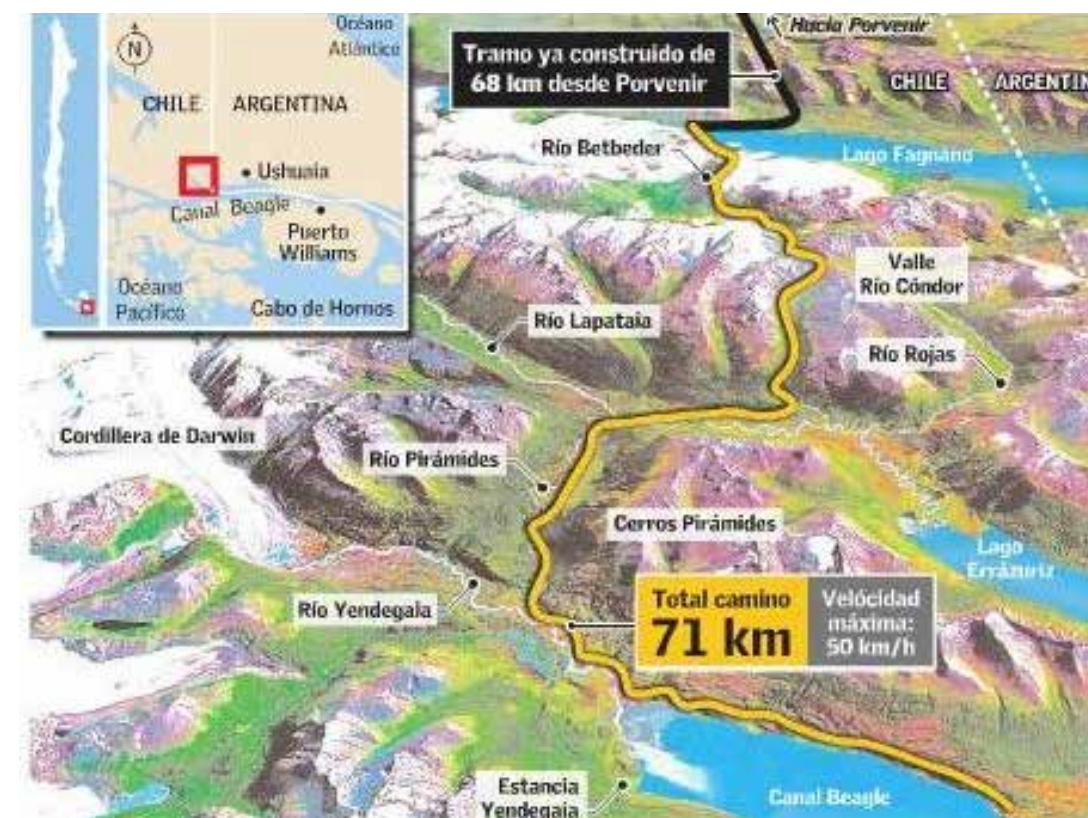 Océano
Atlántico
N
CHILE
ARGENTINA
Ushuaia
Canal Beagle
Puerto
Williams
Océano
Pacífico
Cabo de Hornos
Hacia Porvenir
Tramo ya construido de
68 km desde Porvenir
CHILE
ARGENTIN
Río Betbeder
Lago Fagnano
Valle
Río Cóndor
Río Lapataia
Río Rojas
Cordillera de Darwin
Río Pirámides
Cerros Pirámides
Lago
Errázuriz
Río Yendegaia
Total camino
71 km
Velócidad
máxima:
50 km/h
Estancia
Yendegaia
Canal Beagle